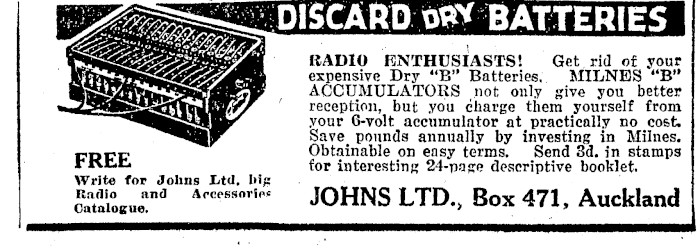 DISCARD DRY BATTERIES
RADIO ENTHUSIASTS! Get rid of your
expensive Dry "B" Batteries. MILNES "B"
ACCUMULATORS not only give you better
reception, but you charge them yourself from
your 6-volt accumulator at practically no cost.
Save pounds annually by investing in Milnes.
Obtainable on easy terms. Send 3d. in stamps
for interesting 24-page descriptive booklet.
FREE
Write for Johns Ltd. big
Radio and Accessories
Catalogue.
JOHNS LTD., Box 471, Auckland